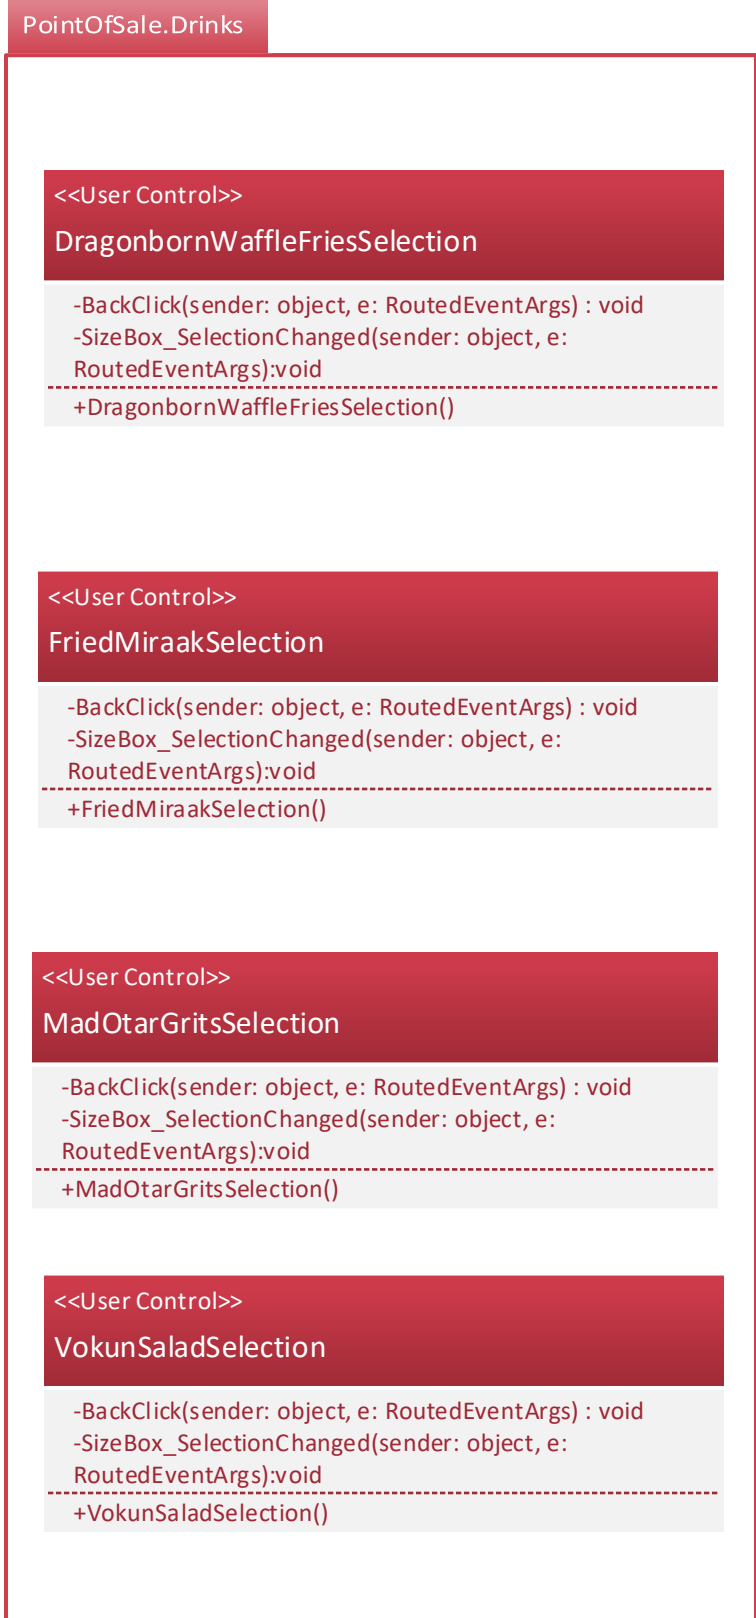 PointOfSale.Drinks
<<User Control>>
DragonbornWaffleFriesSelection
-BackClick(sender: object, e: RoutedEventArgs) : void
-SizeBox_SelectionChanged(sender: object, e:
RoutedEventArgs):void
+DragonbornWaffleFriesSelection()
<<User Control>>
FriedMiraakSelection
-BackClick(sender: object, e: RoutedEventArgs) : void
-SizeBox_SelectionChanged(sender: object, e:
RoutedEventArgs):void
+FriedMiraakSelection()
<<User Control>>
MadOtarGritsSelection
-BackClick(sender: object, e: RoutedEventArgs) : void
-SizeBox_SelectionChanged(sender: object, e:
RoutedEventArgs):void
+MadOtarGritsSelection()
<<User Control>>
VokunSaladSelection
-BackClick(sender: object, e: RoutedEventArgs) : void
-SizeBox_SelectionChanged(sender: object, e:
RoutedEventArgs):void
+VokunSaladSelection()